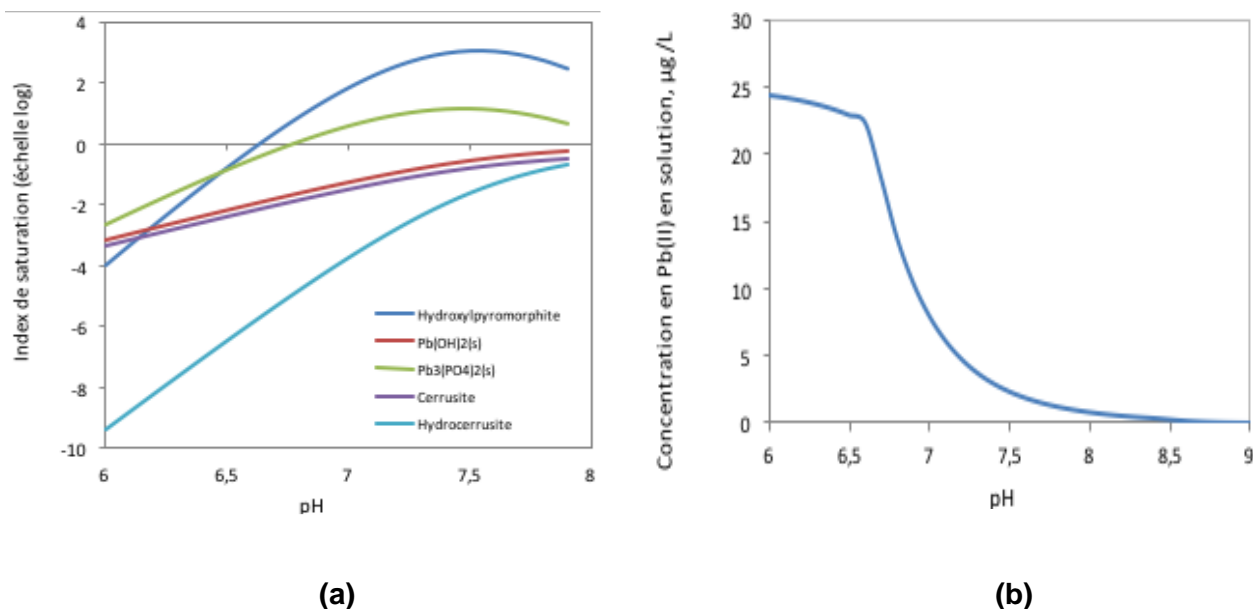 Index de saturation (échelle log)
4
2
0
-2
-4
-6
-8
-10
6
6,5
7
7,5
8
pH
Hydroxylpyromorphite
Pb(OH)2(s)
Pb3(PO4)2(s)
Cerrusite
Hydrocerrusite
(a)
Concentration en Pb(II) en solution, µg/L
30
25
20
15
10
5
0
6
6,5
7
7,5
8
8,5
9
pH
(b)